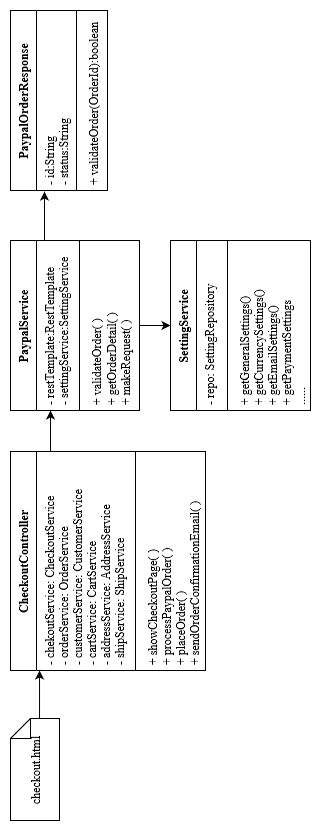 checkout.html
CheckoutController
- chekoutService: CheckoutService
- orderService: OrderService
- customerService: CustomerService
- cartService: CartService
- addressService: AddressService
- shipService: ShipService
+ showCheckoutPage( )
+ processPaypalOrder( )
+ placeOrder( )
+ sendOrderConfirmationEmail( )
PaypalService
- restTemplate:RestTemplate
- settingService:SettingService
+ validateOrder( )
+ getOrderDetail( )
+ makeRequest( )
PaypalOrderResponse
- id:String
- status:String
+ validateOrder(OrderId):boolean
SettingService
- repo: SettingRepository
+ getGeneralSettings()
+ getCurrencySettings()
+ getEmailSettings()
+ getPaymentSettings
......